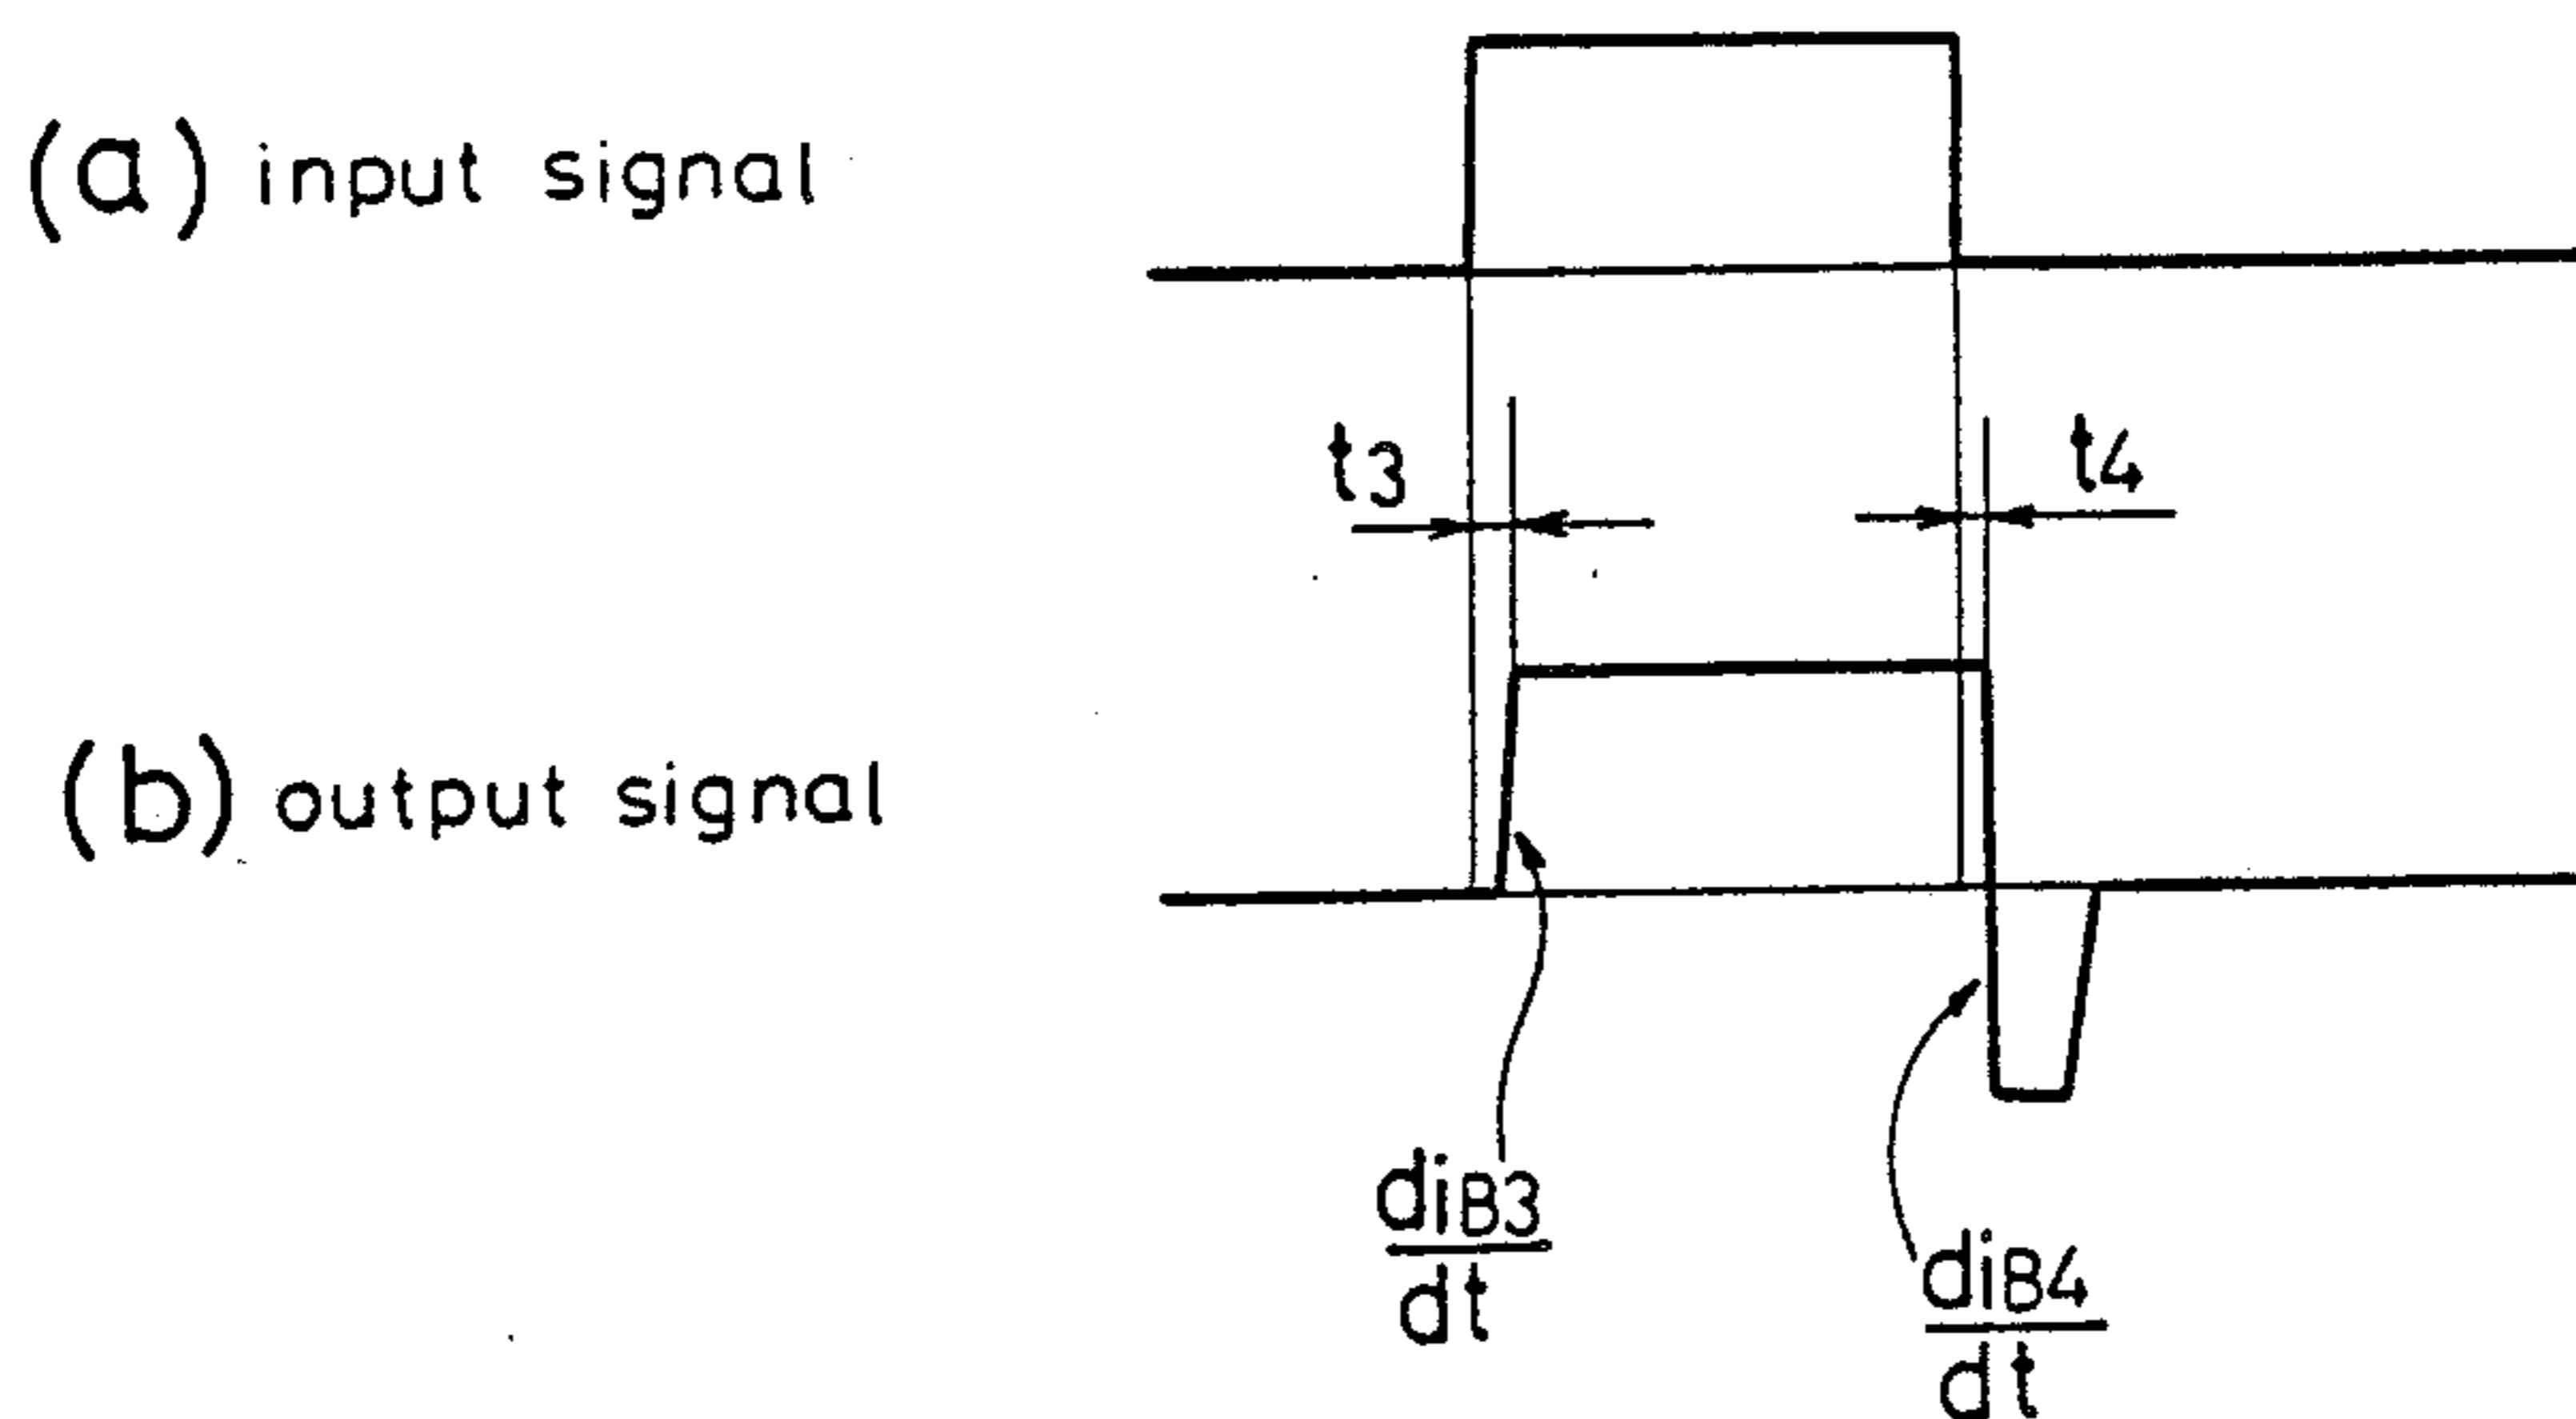 (a) input signal
t3
t4
(b) output signal
diB3
dt
diB4
dt